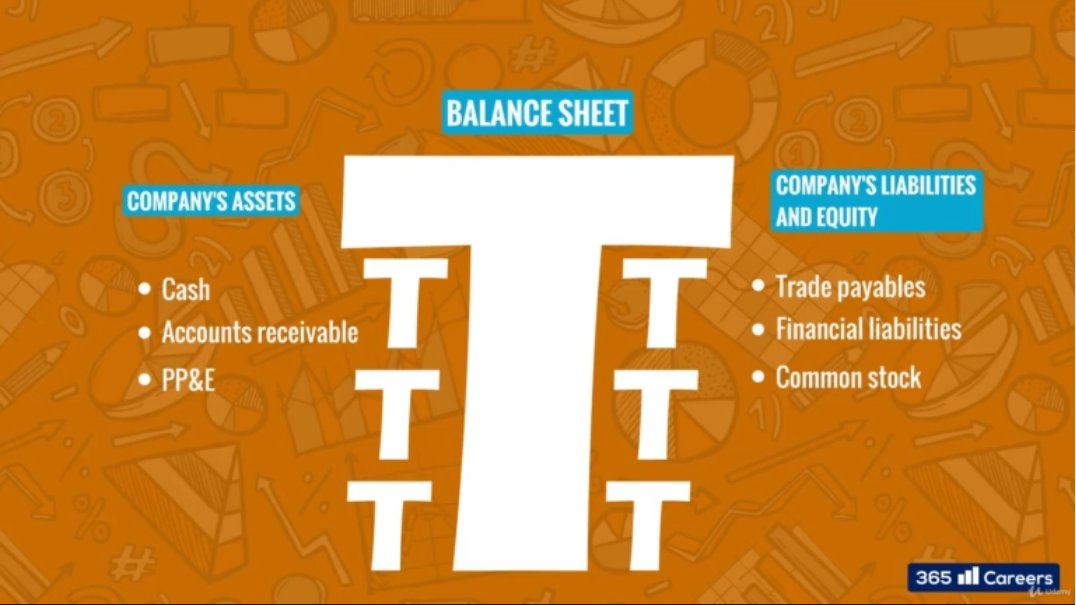 BALANCE SHEET
COMPANY'S ASSETS
• Cash
• Accounts receivable
• PP&E
COMPANY'S LIABILITIES
AND EQUITY
• Trade payables
• Financial liabilities
• Common stock
365 Careers
Udemy